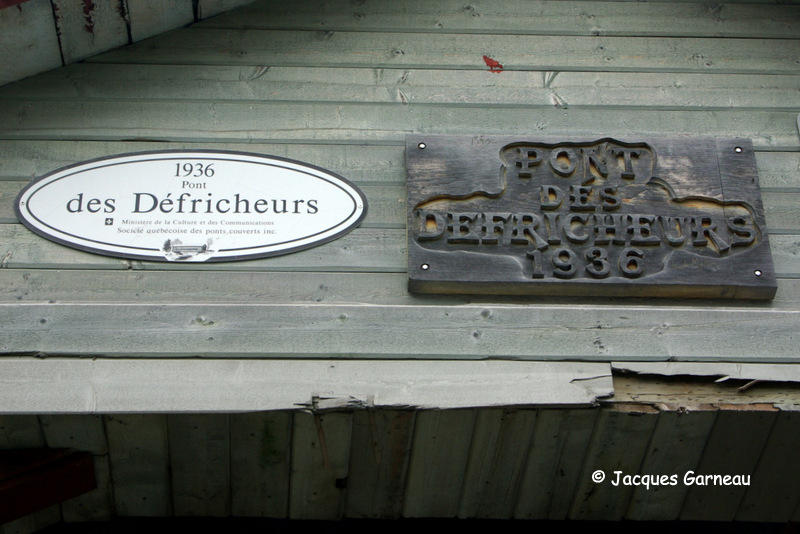 1936
Pont
des Défricheurs
Ministère de la Culture et des Communications
Société québécoise des ponts couverts inc.
PONT
DES
DEFRICHEURS
1936
© Jacques Garneau